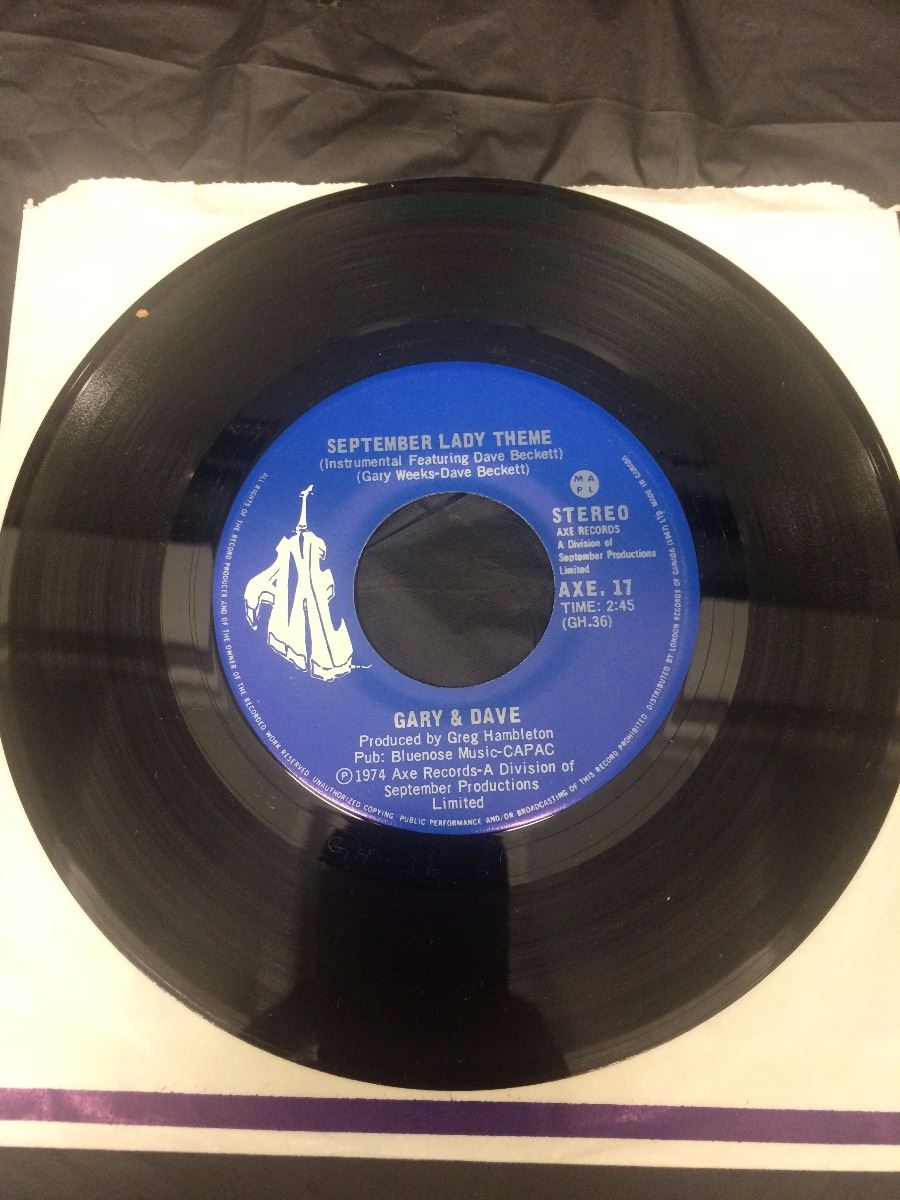 SEPTEMBER LADY THEME
(Instrumental Featuring Dave Beckett)
(Gary Weeks-Dave Beckett)
MA
PL
STEREO
AXE RECORDS
A Division of
September Productions
Limited
AXE. 17
TIME: 2:45
(GH.36)
AXE
GARY & DAVE
Produced by Greg Hambleton
Pub: Bluenose Music-CAPAC
Ⓟ1974 Axe Records-A Division of
September Productions
Limited
ALL RIGHTS OF THE RECORD PRODUCER AND OF THE OWNER OF THE RECORDED WORK RESERVED UNAUTHORIZED COPYING, PUBLIC PERFORMANCE AND/OR BROADCASTING OF THIS RECORD PROHIBITED DISTRIBUTED BY LONDON RECORDS OF CANADA (1967) LTD. MADE IN CANADA
GH-36